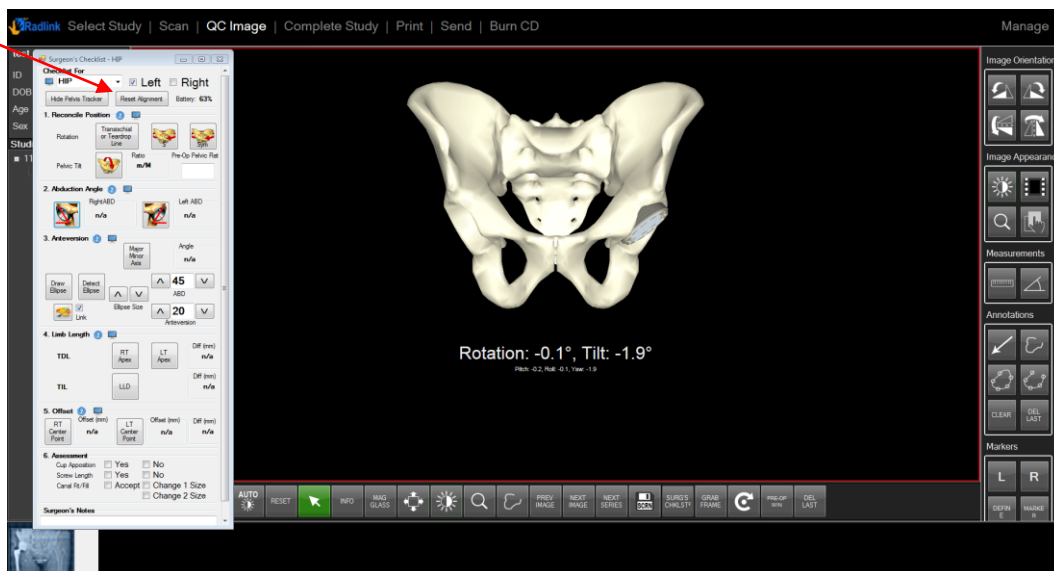 Radlink Select Study | Scan | QC Image | Complete Study | Print | Send | Burn CD Manage
ID
DOB
Age
Sex
Surgeon's Checklist - HIP
Checklist For
HIP Left Right
Hide Pelvis Tracker Reset Alignment Battery: 63%
1. Reconcile Position
Rotation Transischial or Teardrop Line Sym
Ratio Pre-Op Pelvic Rat
Pelvic Tilt m/M
2. Abduction Angle
Right ABD Left ABD
n/a n/a
3. Anteversion
Major Minor Axis Angle
n/a
Draw Ellipse Detect Ellipse 45
ABD
Link Ellipse Size 20
Anteversion
4. Limb Length
Diff (mm)
TDL RT Apex LT Apex n/a
Diff (mm)
TIL LLD n/a
5. Offset
RT Center Point Offset (mm) n/a LT Center Point Offset (mm) n/a Diff (mm) n/a
6. Assessment
Cup Apposition Yes No
Screw Length Yes No
Canal Fit/Fill Accept Change 1 Size
Change 2 Size
Surgeon's Notes
Rotation: -0.1°, Tilt: -1.9°
Pitch: -0.2, Roll: -0.1, Yaw: -1.9
AUTO RESET INFO MAG GLASS PREV IMAGE NEXT IMAGE NEXT SERIES SURG'S CHKLST GRAB FRAME PRE-OP DEL LAST
Image Orientation
Image Appearanc
Measurements
Annotations
CLEAR DEL LAST
Markers
L R
DEFIN E MARKE R